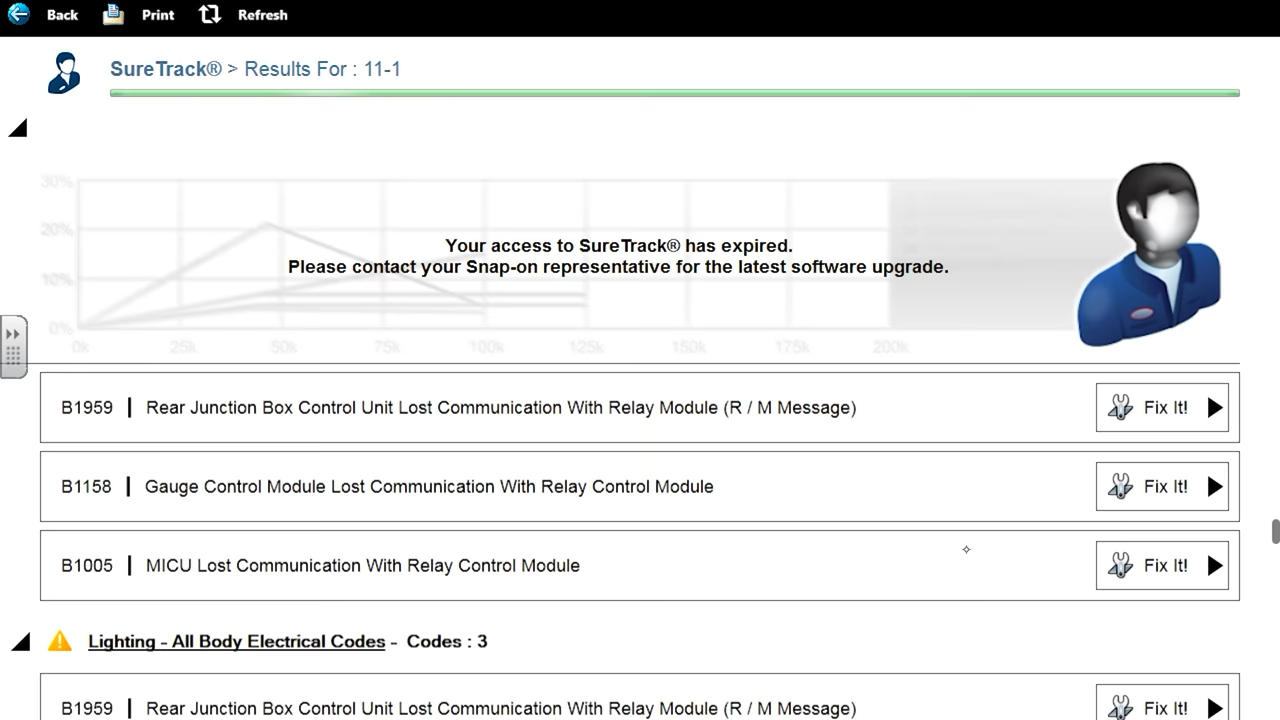 Back Print Refresh
SureTrack® > Results For : 11-1
30%
20%
10%
0%
0k 25k 50k 75k 100k 125k 150k 175k 200k
Your access to SureTrack® has expired.
Please contact your Snap-on representative for the latest software upgrade.
B1959 | Rear Junction Box Control Unit Lost Communication With Relay Module (R / M Message) Fix It!
B1158 | Gauge Control Module Lost Communication With Relay Control Module Fix It!
B1005 | MICU Lost Communication With Relay Control Module Fix It!
Lighting - All Body Electrical Codes - Codes : 3
B1959 | Rear Junction Box Control Unit Lost Communication With Relay Module (R / M Message) Fix It!